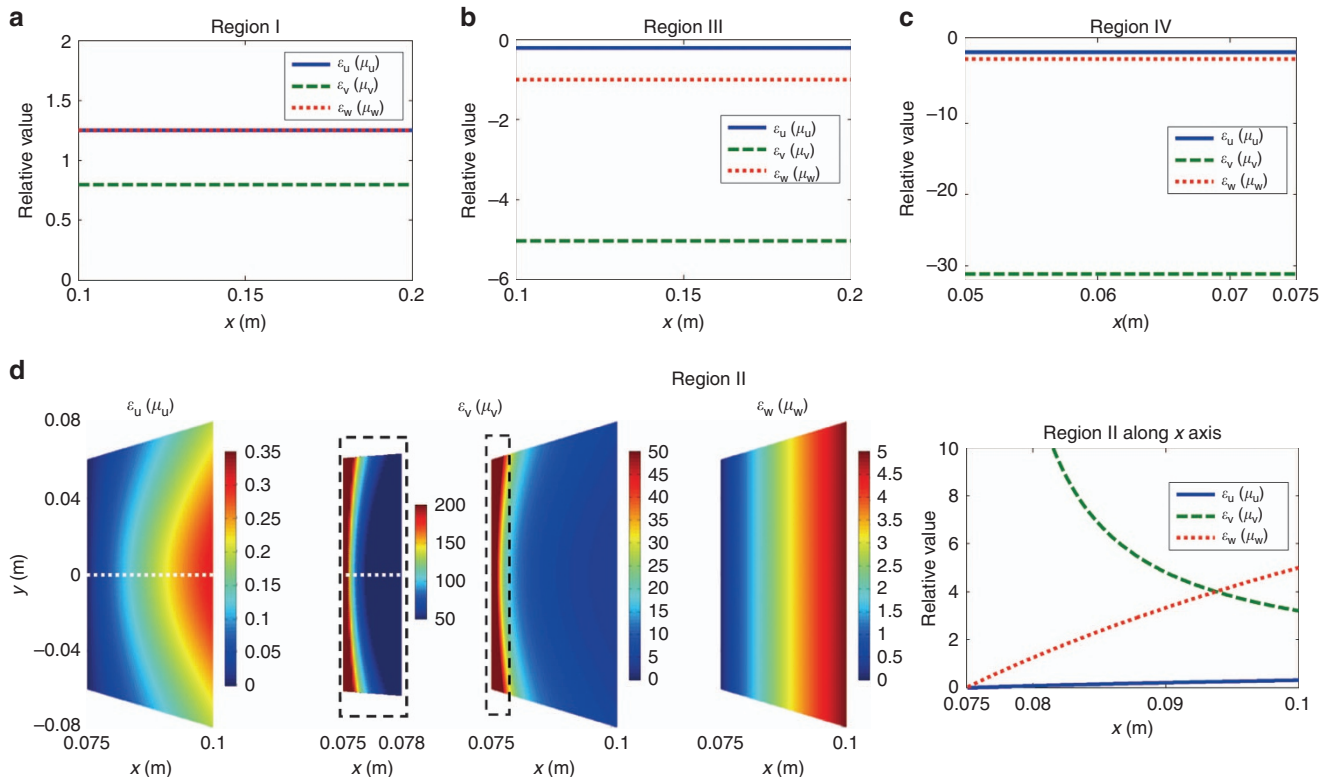 a
Region I
2
1.5
1
0.5
0
Relative value
0.1
0.15
0.2
x (m)
εu (μu)
εv (μv)
εw (μw)
b
Region III
0
−2
−4
−6
Relative value
0.1
0.15
0.2
x (m)
εu (μu)
εv (μv)
εw (μw)
c
Region IV
0
−10
−20
−30
Relative value
0.05
0.06
0.07
0.075
x(m)
εu (μu)
εv (μv)
εw (μw)
d
Region II
εu (μu)
0.08
0.04
0
−0.04
−0.08
y (m)
0.075
0.1
x (m)
0.35
0.3
0.25
0.2
0.15
0.1
0.05
0
εv (μv)
0.075
0.078
x (m)
200
150
100
50
0.075
0.1
x (m)
50
45
40
35
30
25
20
15
10
5
0
εw (μw)
0.075
0.1
x (m)
5
4.5
4
3.5
3
2.5
2
1.5
1
0.5
0
Region II along x axis
10
8
6
4
2
0
Relative value
0.075
0.08
0.09
0.1
x (m)
εu (μu)
εv (μv)
εw (μw)